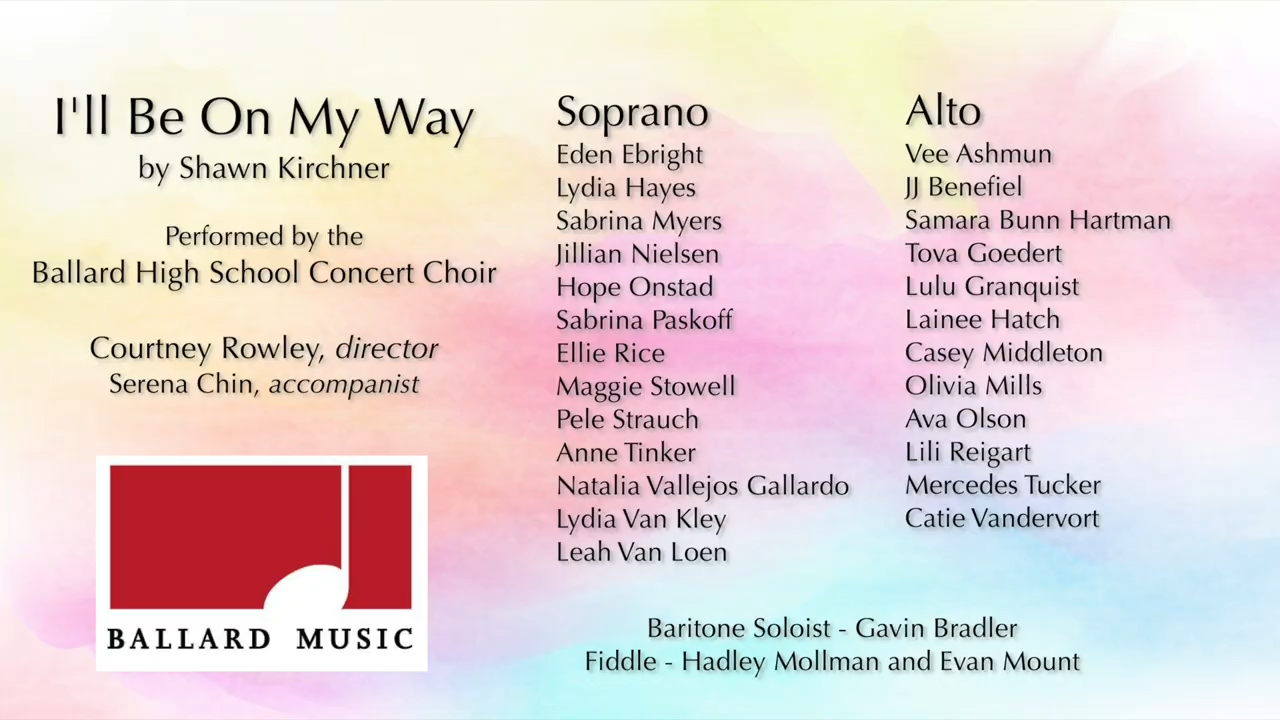 I'll Be On My Way
by Shawn Kirchner
Performed by the
Ballard High School Concert Choir
Courtney Rowley, director
Serena Chin, accompanist
BALLARD MUSIC
Soprano
Eden Ebright
Lydia Hayes
Sabrina Myers
Jillian Nielsen
Hope Onstad
Sabrina Paskoff
Ellie Rice
Maggie Stowell
Pele Strauch
Anne Tinker
Natalia Vallejos Gallardo
Lydia Van Kley
Leah Van Loen
Alto
Vee Ashmun
JJ Benefiel
Samara Bunn Hartman
Tova Goedert
Lulu Granquist
Lainee Hatch
Casey Middleton
Olivia Mills
Ava Olson
Lili Reigart
Mercedes Tucker
Catie Vandervort
Baritone Soloist - Gavin Bradler
Fiddle - Hadley Mollman and Evan Mount